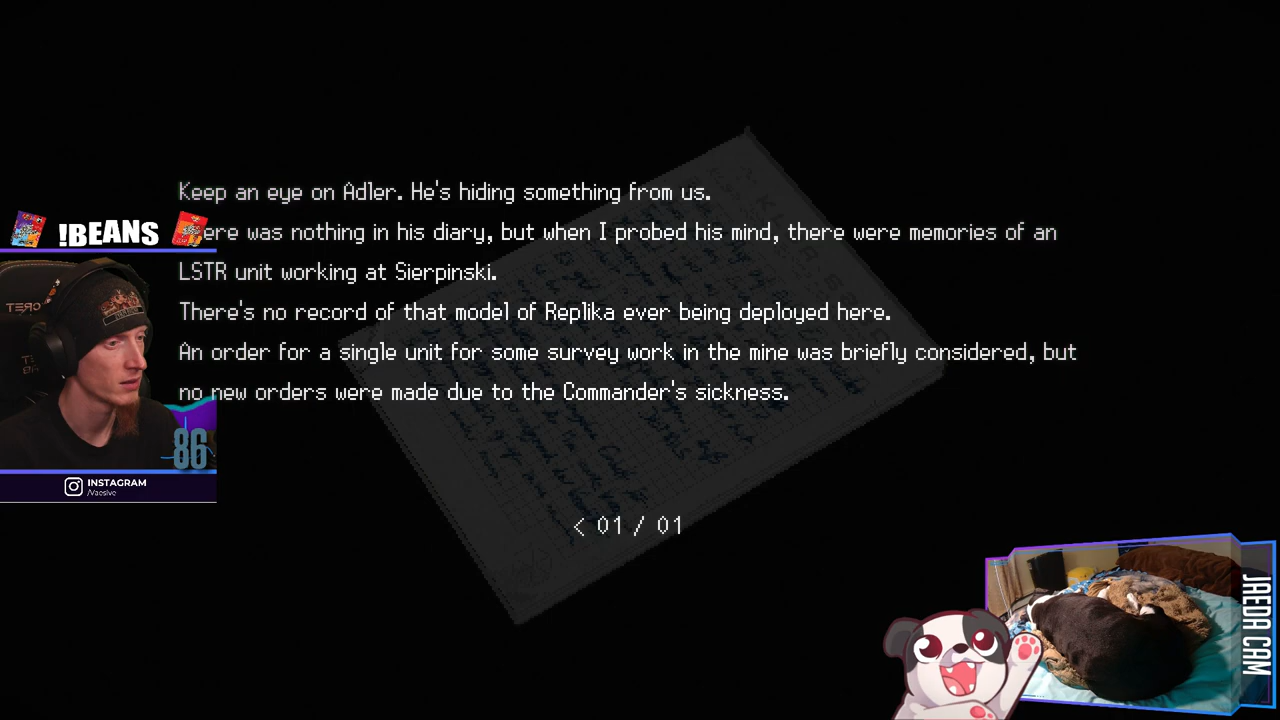 Keep an eye on Adler. He's hiding something from us.
!BEANS
ere was nothing in his diary, but when I probed his mind, there were memories of an
LSTR unit working at Sierpinski.
There's no record of that model of Replika ever being deployed here.
An order for a single unit for some survey work in the mine was briefly considered, but
no new orders were made due to the Commander's sickness.
86
INSTAGRAM
/Vaesive
< 01 / 01
JAEDA CAM